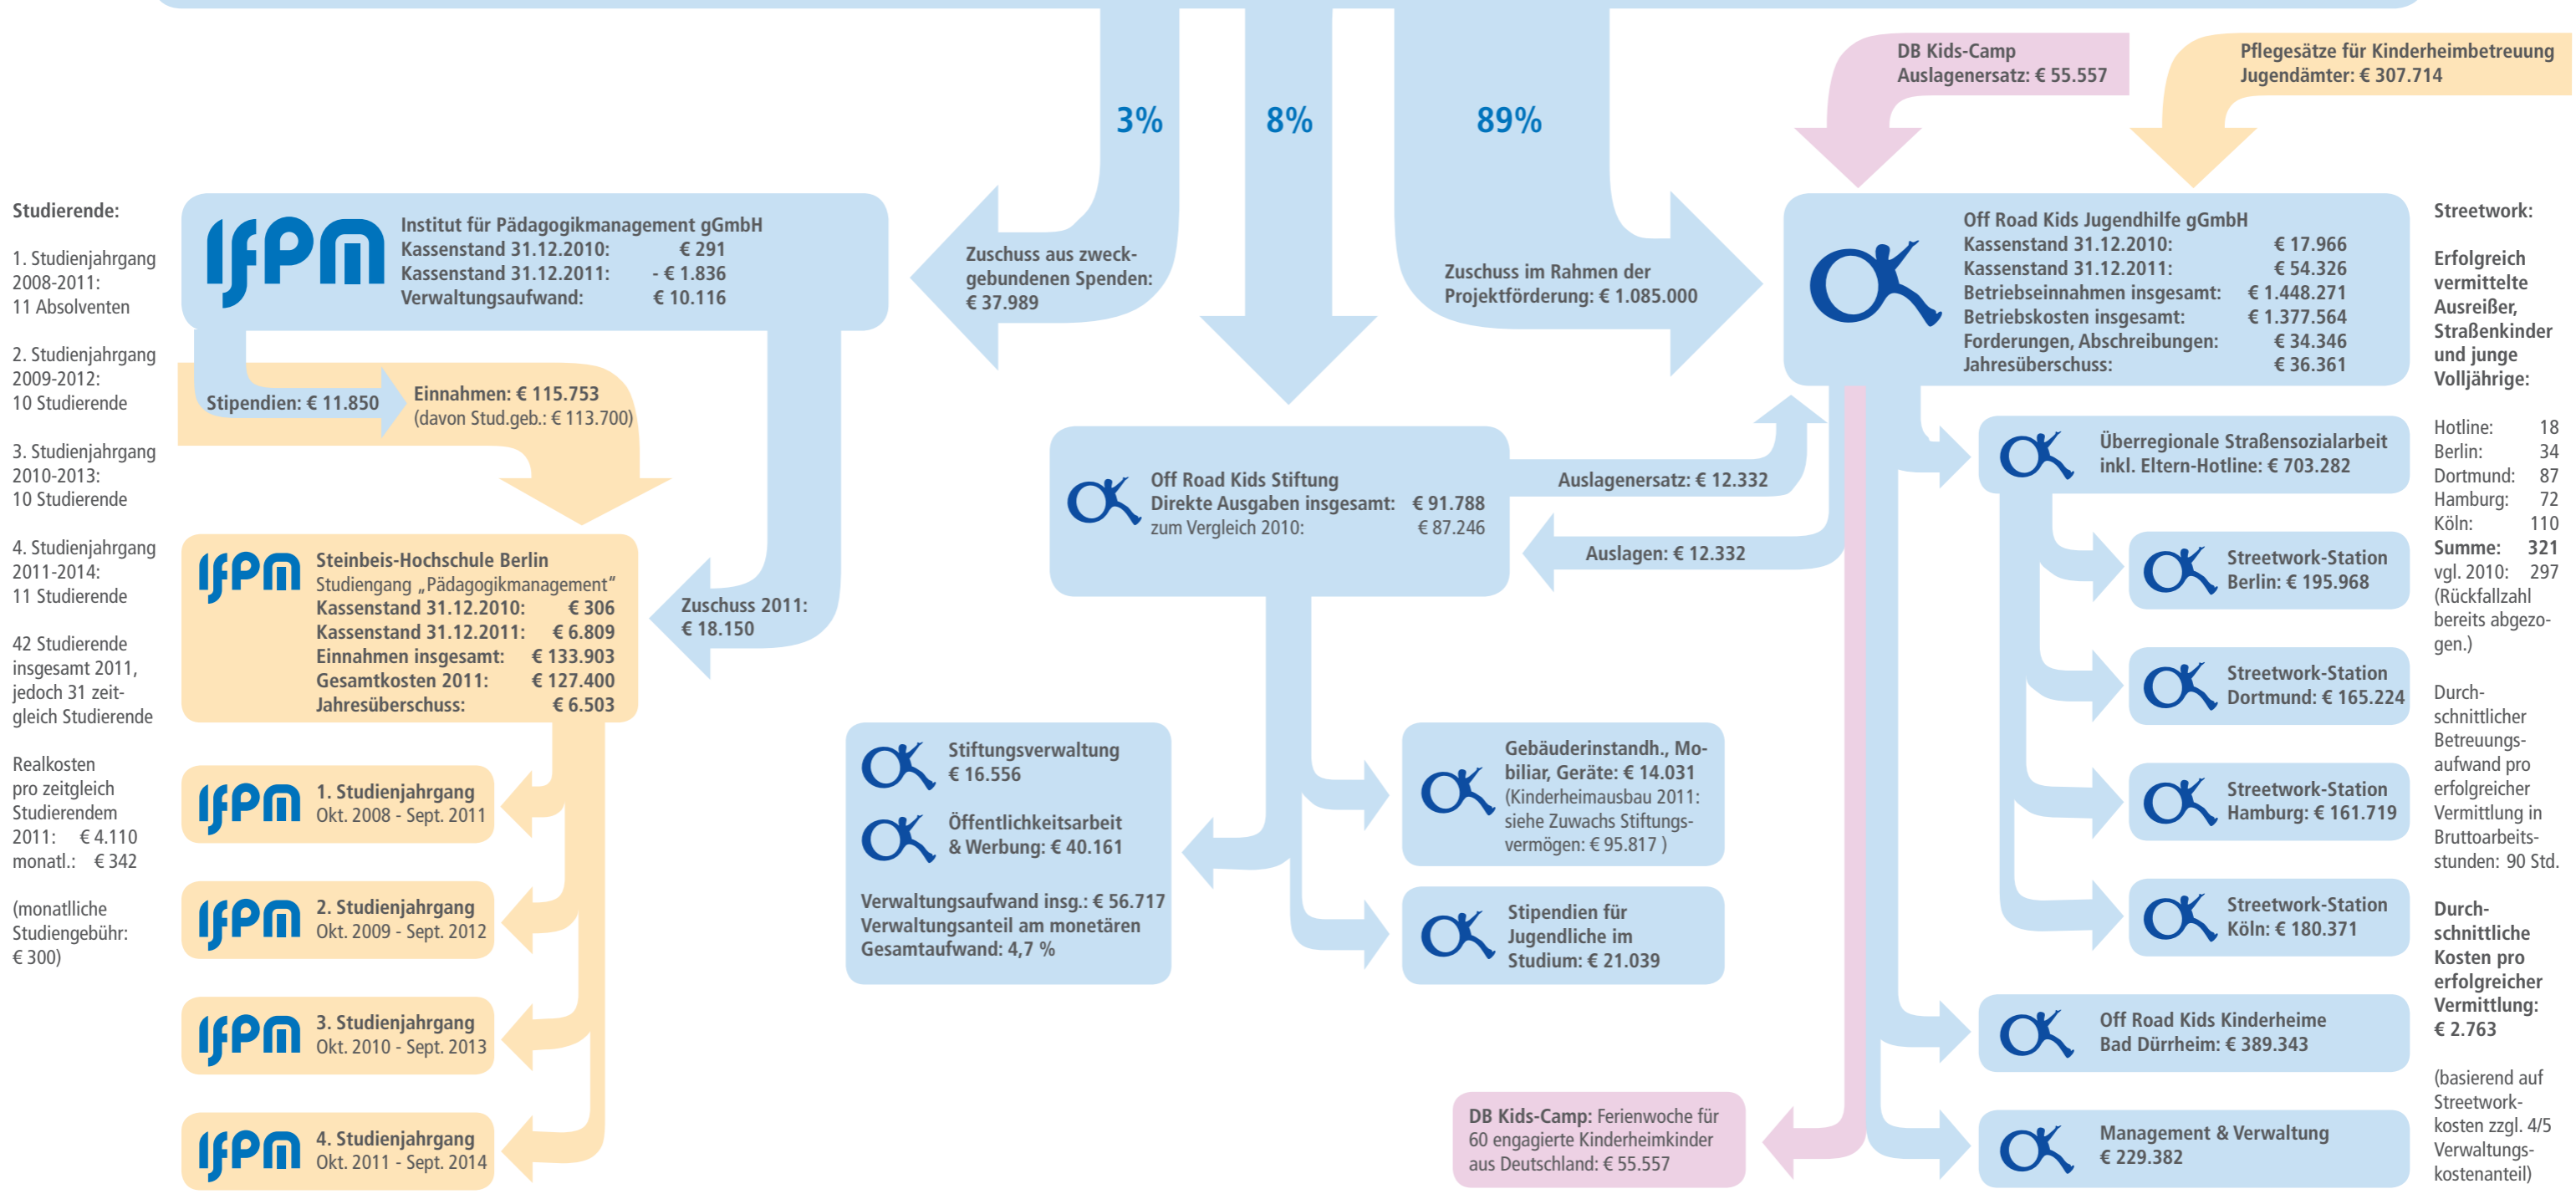 3%
8%
89%
DB Kids-Camp
Auslagenersatz: € 55.557
Pflegesätze für Kinderheimbetreuung
Jugendämter: € 307.714
Studierende:
1. Studienjahrgang
2008-2011:
11 Absolventen
2. Studienjahrgang
2009-2012:
10 Studierende
3. Studienjahrgang
2010-2013:
10 Studierende
4. Studienjahrgang
2011-2014:
11 Studierende
42 Studierende
insgesamt 2011,
jedoch 31 zeit-
gleich Studierende
Realkosten
pro zeitgleich
Studierendem
2011: € 4.110
monatl.: € 342
(monatlliche
Studiengebühr:
€ 300)
IFPM
Institut für Pädagogikmanagement gGmbH
Kassenstand 31.12.2010: € 291
Kassenstand 31.12.2011: - € 1.836
Verwaltungsaufwand: € 10.116
Stipendien: € 11.850
Einnahmen: € 115.753
(davon Stud.geb.: € 113.700)
IFPM
Steinbeis-Hochschule Berlin
Studiengang „Pädagogikmanagement“
Kassenstand 31.12.2010: € 306
Kassenstand 31.12.2011: € 6.809
Einnahmen insgesamt: € 133.903
Gesamtkosten 2011: € 127.400
Jahresüberschuss: € 6.503
Zuschuss 2011:
€ 18.150
IFPM
1. Studienjahrgang
Okt. 2008 - Sept. 2011
IFPM
2. Studienjahrgang
Okt. 2009 - Sept. 2012
IFPM
3. Studienjahrgang
Okt. 2010 - Sept. 2013
IFPM
4. Studienjahrgang
Okt. 2011 - Sept. 2014
Zuschuss aus zweck-
gebundenen Spenden:
€ 37.989
Zuschuss im Rahmen der
Projektförderung: € 1.085.000
Off Road Kids Stiftung
Direkte Ausgaben insgesamt: € 91.788
zum Vergleich 2010: € 87.246
Auslagenersatz: € 12.332
Auslagen: € 12.332
Stiftungsverwaltung
€ 16.556
Öffentlichkeitsarbeit
& Werbung: € 40.161
Verwaltungsaufwand insg.: € 56.717
Verwaltungsanteil am monetären
Gesamtaufwand: 4,7 %
Gebäuderinstandh., Mo-
biliar, Geräte: € 14.031
(Kinderheimausbau 2011:
siehe Zuwachs Stiftungs-
vermögen: € 95.817 )
Stipendien für
Jugendliche im
Studium: € 21.039
Off Road Kids Jugendhilfe gGmbH
Kassenstand 31.12.2010: € 17.966
Kassenstand 31.12.2011: € 54.326
Betriebseinnahmen insgesamt: € 1.448.271
Betriebskosten insgesamt: € 1.377.564
Forderungen, Abschreibungen: € 34.346
Jahresüberschuss: € 36.361
Überregionale Straßensozialarbeit
inkl. Eltern-Hotline: € 703.282
Streetwork-Station
Berlin: € 195.968
Streetwork-Station
Dortmund: € 165.224
Streetwork-Station
Hamburg: € 161.719
Streetwork-Station
Köln: € 180.371
Off Road Kids Kinderheime
Bad Dürrheim: € 389.343
Management & Verwaltung
€ 229.382
DB Kids-Camp: Ferienwoche für
60 engagierte Kinderheimkinder
aus Deutschland: € 55.557
Streetwork:
Erfolgreich
vermittelte
Ausreißer,
Straßenkinder
und junge
Volljährige:
Hotline: 18
Berlin: 34
Dortmund: 87
Hamburg: 72
Köln: 110
Summe: 321
vgl. 2010: 297
(Rückfallzahl
bereits abgezo-
gen.)
Durch-
schnittlicher
Betreuungs-
aufwand pro
erfolgreicher
Vermittlung in
Bruttoarbeits-
stunden: 90 Std.
Durch-
schnittliche
Kosten pro
erfolgreicher
Vermittlung:
€ 2.763
(basierend auf
Streetwork-
kosten zzgl. 4/5
Verwaltungs-
kostenanteil)